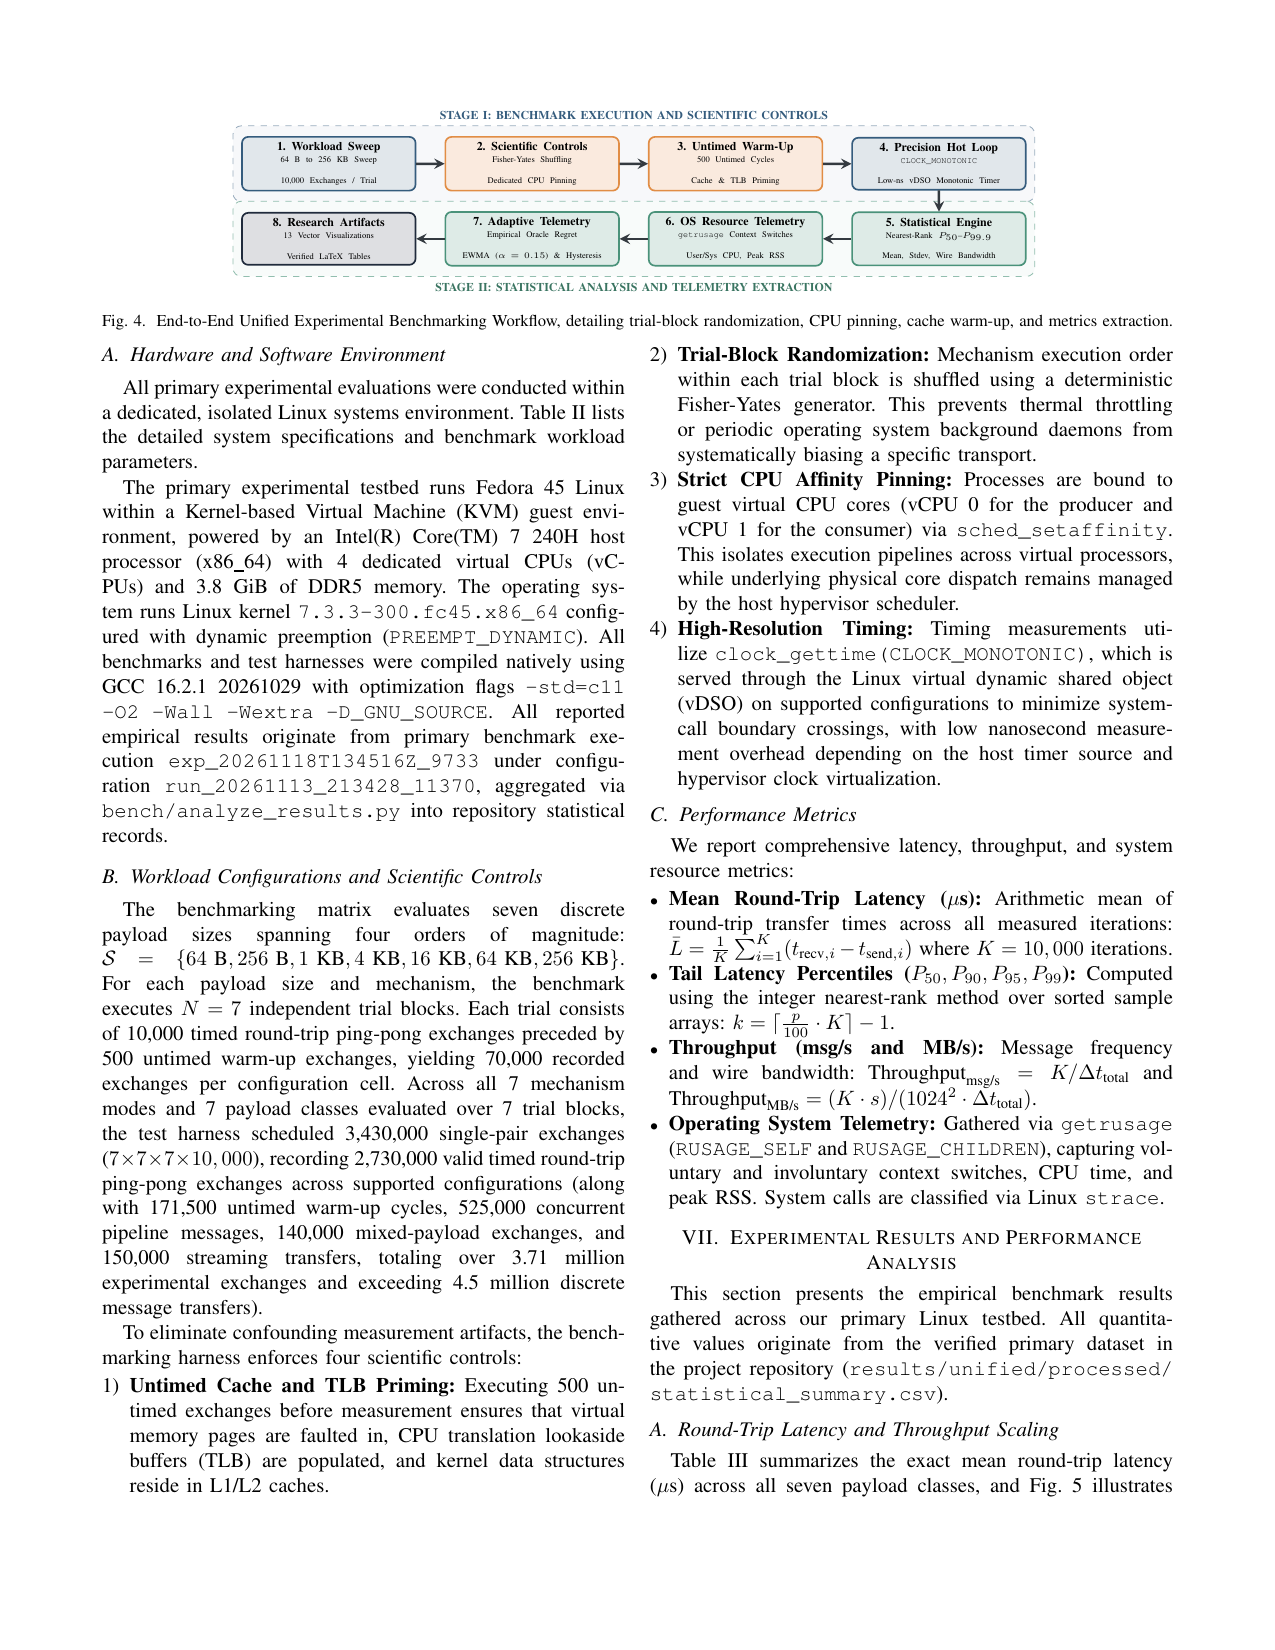 STAGE I: BENCHMARK EXECUTION AND SCIENTIFIC CONTROLS
1. Workload Sweep
64 B to 256 KB Sweep
10,000 Exchanges / Trial
2. Scientific Controls
Fisher-Yates Shuffling
Dedicated CPU Pinning
3. Untimed Warm-Up
500 Untimed Cycles
Cache & TLB Priming
4. Precision Hot Loop
CLOCK_MONOTONIC
Low-ns vDSO Monotonic Timer
8. Research Artifacts
13 Vector Visualizations
Verified LaTeX Tables
7. Adaptive Telemetry
Empirical Oracle Regret
EWMA (α = 0.15) & Hysteresis
6. OS Resource Telemetry
getrusage Context Switches
User/Sys CPU, Peak RSS
5. Statistical Engine
Nearest-Rank P50–P99.9
Mean, Stdev, Wire Bandwidth
STAGE II: STATISTICAL ANALYSIS AND TELEMETRY EXTRACTION
Fig. 4. End-to-End Unified Experimental Benchmarking Workflow, detailing trial-block randomization, CPU pinning, cache warm-up, and metrics extraction.
A. Hardware and Software Environment
All primary experimental evaluations were conducted within
a dedicated, isolated Linux systems environment. Table II lists
the detailed system specifications and benchmark workload
parameters.
The primary experimental testbed runs Fedora 45 Linux
within a Kernel-based Virtual Machine (KVM) guest envi-
ronment, powered by an Intel(R) Core(TM) 7 240H host
processor (x86_64) with 4 dedicated virtual CPUs (vC-
PUs) and 3.8 GiB of DDR5 memory. The operating sys-
tem runs Linux kernel 7.3.3-300.fc45.x86_64 config-
ured with dynamic preemption (PREEMPT_DYNAMIC). All
benchmarks and test harnesses were compiled natively using
GCC 16.2.1 20261029 with optimization flags -std=c11
-O2 -Wall -Wextra -D_GNU_SOURCE. All reported
empirical results originate from primary benchmark exe-
cution exp_20261118T134516Z_9733 under configu-
ration run_20261113_213428_11370, aggregated via
bench/analyze_results.py into repository statistical
records.
B. Workload Configurations and Scientific Controls
The benchmarking matrix evaluates seven discrete
payload sizes spanning four orders of magnitude:
S = {64 B, 256 B, 1 KB, 4 KB, 16 KB, 64 KB, 256 KB}.
For each payload size and mechanism, the benchmark
executes N = 7 independent trial blocks. Each trial consists
of 10,000 timed round-trip ping-pong exchanges preceded by
500 untimed warm-up exchanges, yielding 70,000 recorded
exchanges per configuration cell. Across all 7 mechanism
modes and 7 payload classes evaluated over 7 trial blocks,
the test harness scheduled 3,430,000 single-pair exchanges
(7×7×7×10,000), recording 2,730,000 valid timed round-trip
ping-pong exchanges across supported configurations (along
with 171,500 untimed warm-up cycles, 525,000 concurrent
pipeline messages, 140,000 mixed-payload exchanges, and
150,000 streaming transfers, totaling over 3.71 million
experimental exchanges and exceeding 4.5 million discrete
message transfers).
To eliminate confounding measurement artifacts, the bench-
marking harness enforces four scientific controls:
1) Untimed Cache and TLB Priming: Executing 500 un-
timed exchanges before measurement ensures that virtual
memory pages are faulted in, CPU translation lookaside
buffers (TLB) are populated, and kernel data structures
reside in L1/L2 caches.
2) Trial-Block Randomization: Mechanism execution order
within each trial block is shuffled using a deterministic
Fisher-Yates generator. This prevents thermal throttling
or periodic operating system background daemons from
systematically biasing a specific transport.
3) Strict CPU Affinity Pinning: Processes are bound to
guest virtual CPU cores (vCPU 0 for the producer and
vCPU 1 for the consumer) via sched_setaffinity.
This isolates execution pipelines across virtual processors,
while underlying physical core dispatch remains managed
by the host hypervisor scheduler.
4) High-Resolution Timing: Timing measurements uti-
lize clock_gettime(CLOCK_MONOTONIC), which is
served through the Linux virtual dynamic shared object
(vDSO) on supported configurations to minimize system-
call boundary crossings, with low nanosecond measure-
ment overhead depending on the host timer source and
hypervisor clock virtualization.
C. Performance Metrics
We report comprehensive latency, throughput, and system
resource metrics:
• Mean Round-Trip Latency (μs): Arithmetic mean of
round-trip transfer times across all measured iterations:
L̄ = 1/K ∑ᵢ₌₁ᴷ (t_recv,i − t_send,i) where K = 10,000 iterations.
• Tail Latency Percentiles (P50, P90, P95, P99): Computed
using the integer nearest-rank method over sorted sample
arrays: k = ⌈p/100 · K⌉ − 1.
• Throughput (msg/s and MB/s): Message frequency
and wire bandwidth: Throughput_msg/s = K/Δt_total and
Throughput_MB/s = (K · s)/(1024² · Δt_total).
• Operating System Telemetry: Gathered via getrusage
(RUSAGE_SELF and RUSAGE_CHILDREN), capturing vol-
untary and involuntary context switches, CPU time, and
peak RSS. System calls are classified via Linux strace.
VII. EXPERIMENTAL RESULTS AND PERFORMANCE
ANALYSIS
This section presents the empirical benchmark results
gathered across our primary Linux testbed. All quantita-
tive values originate from the verified primary dataset in
the project repository (results/unified/processed/
statistical_summary.csv).
A. Round-Trip Latency and Throughput Scaling
Table III summarizes the exact mean round-trip latency
(μs) across all seven payload classes, and Fig. 5 illustrates